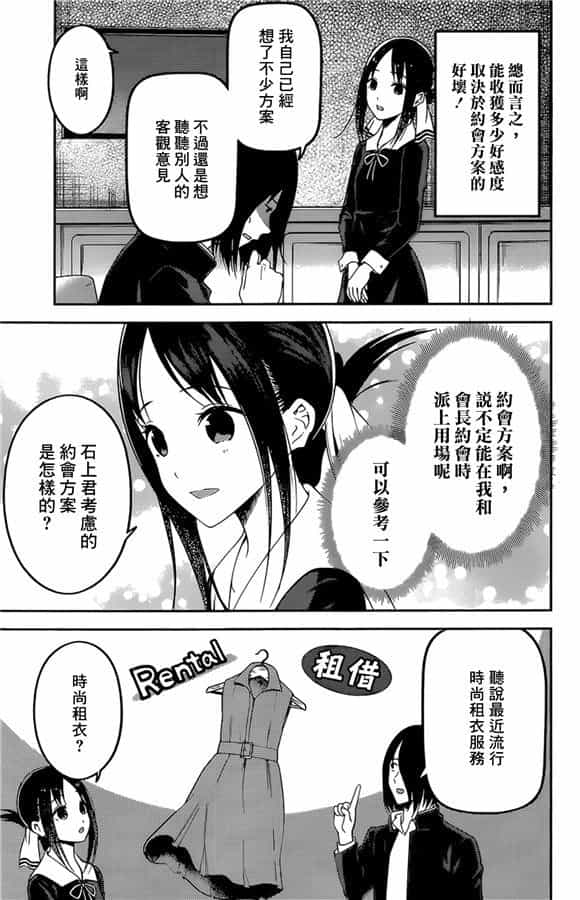 總而言之，
能收獲多少好感度
取決於約會方案的
好壞！
我自己已經
想了不少方案
不過還是想
聽聽別人的
客觀意見
這樣啊
約會方案啊，
說不定能在我和
會長約會時
派上用場呢
可以參考一下
石上君考慮的
約會方案
是怎樣的？
聽說最近流行
時尚租衣服務
租借
Rental
時尚租衣？